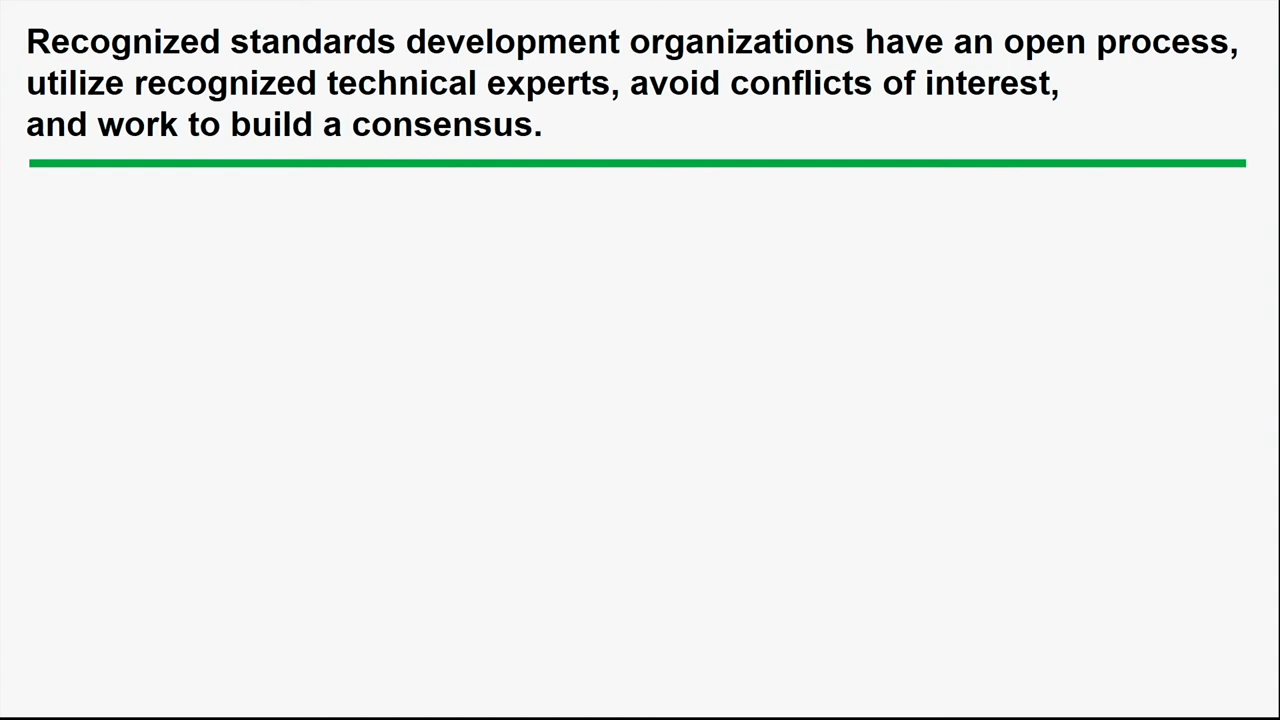 Recognized standards development organizations have an open process,
utilize recognized technical experts, avoid conflicts of interest,
and work to build a consensus.